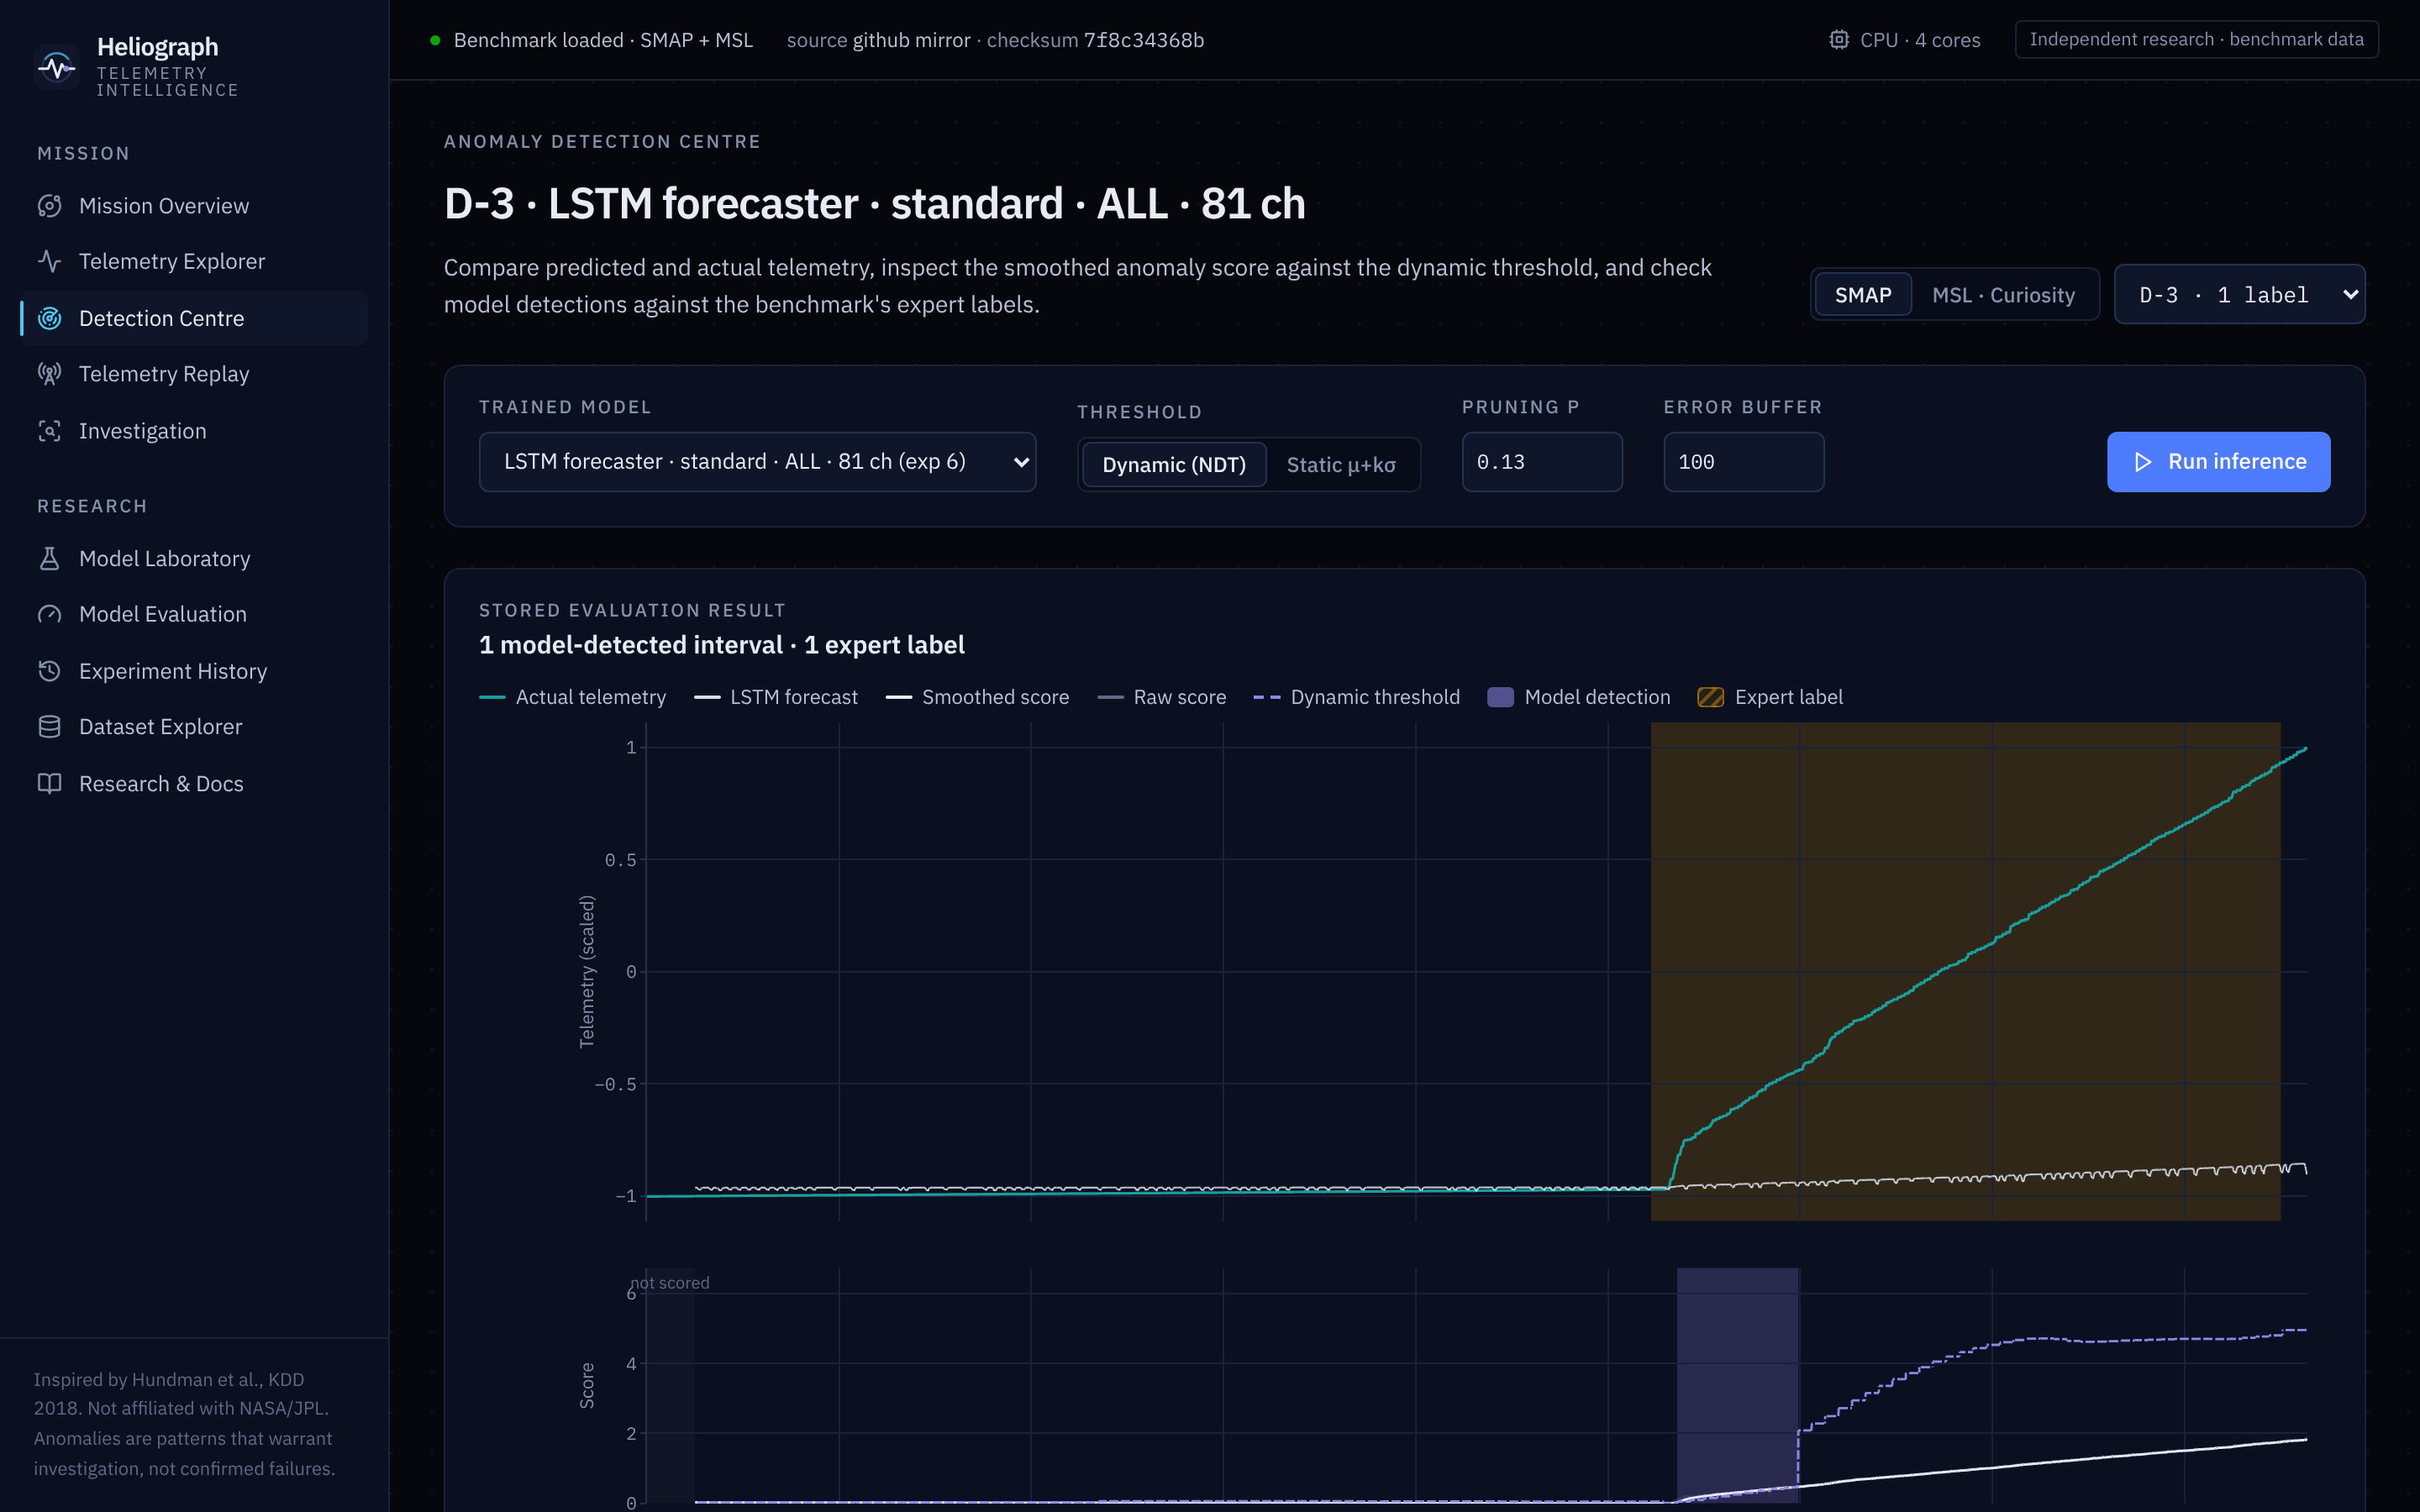 Heliograph
TELEMETRY
INTELLIGENCE
MISSION
Mission Overview
Telemetry Explorer
Detection Centre
Telemetry Replay
Investigation
RESEARCH
Model Laboratory
Model Evaluation
Experiment History
Dataset Explorer
Research & Docs
Inspired by Hundman et al., KDD
2018. Not affiliated with NASA/JPL.
Anomalies are patterns that warrant
investigation, not confirmed failures.
Benchmark loaded · SMAP + MSL
source github mirror · checksum 7f8c34368b
CPU · 4 cores
Independent research · benchmark data
ANOMALY DETECTION CENTRE
D-3 · LSTM forecaster · standard · ALL · 81 ch
Compare predicted and actual telemetry, inspect the smoothed anomaly score against the dynamic threshold, and check
model detections against the benchmark's expert labels.
SMAP
MSL · Curiosity
D-3 · 1 label
TRAINED MODEL
LSTM forecaster · standard · ALL · 81 ch (exp 6)
THRESHOLD
Dynamic (NDT)
Static μ+kσ
PRUNING P
0.13
ERROR BUFFER
100
Run inference
STORED EVALUATION RESULT
1 model-detected interval · 1 expert label
Actual telemetry
LSTM forecast
Smoothed score
Raw score
Dynamic threshold
Model detection
Expert label
Telemetry (scaled)
1
0.5
0
−0.5
−1
not scored
Score
6
4
2
0